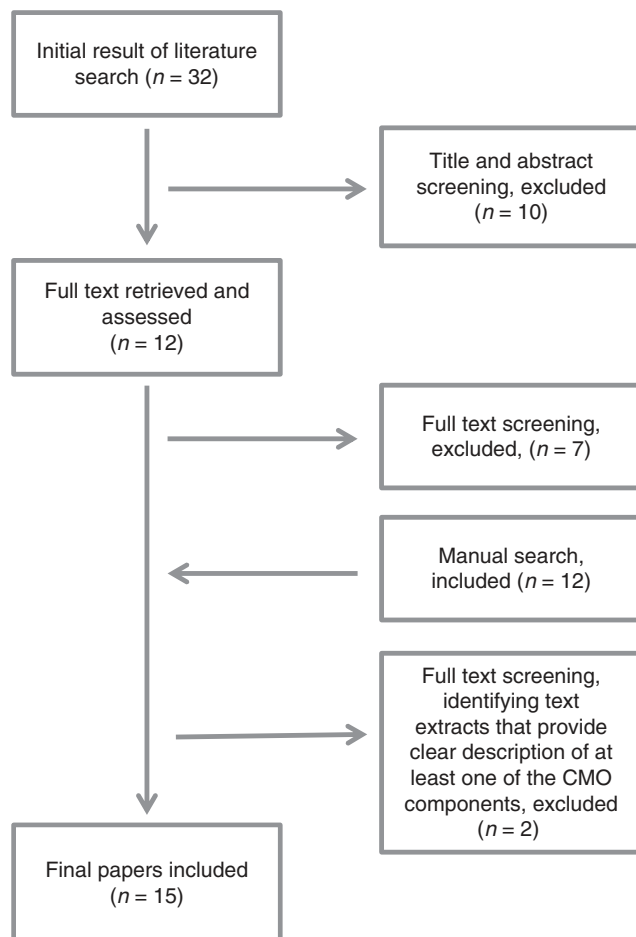 Initial result of literature
search (n = 32)
Title and abstract
screening, excluded
(n = 10)
Full text retrieved and
assessed
(n = 12)
Full text screening,
excluded, (n = 7)
Manual search,
included (n = 12)
Full text screening,
identifying text
extracts that provide
clear description of at
least one of the CMO
components, excluded
(n = 2)
Final papers included
(n = 15)